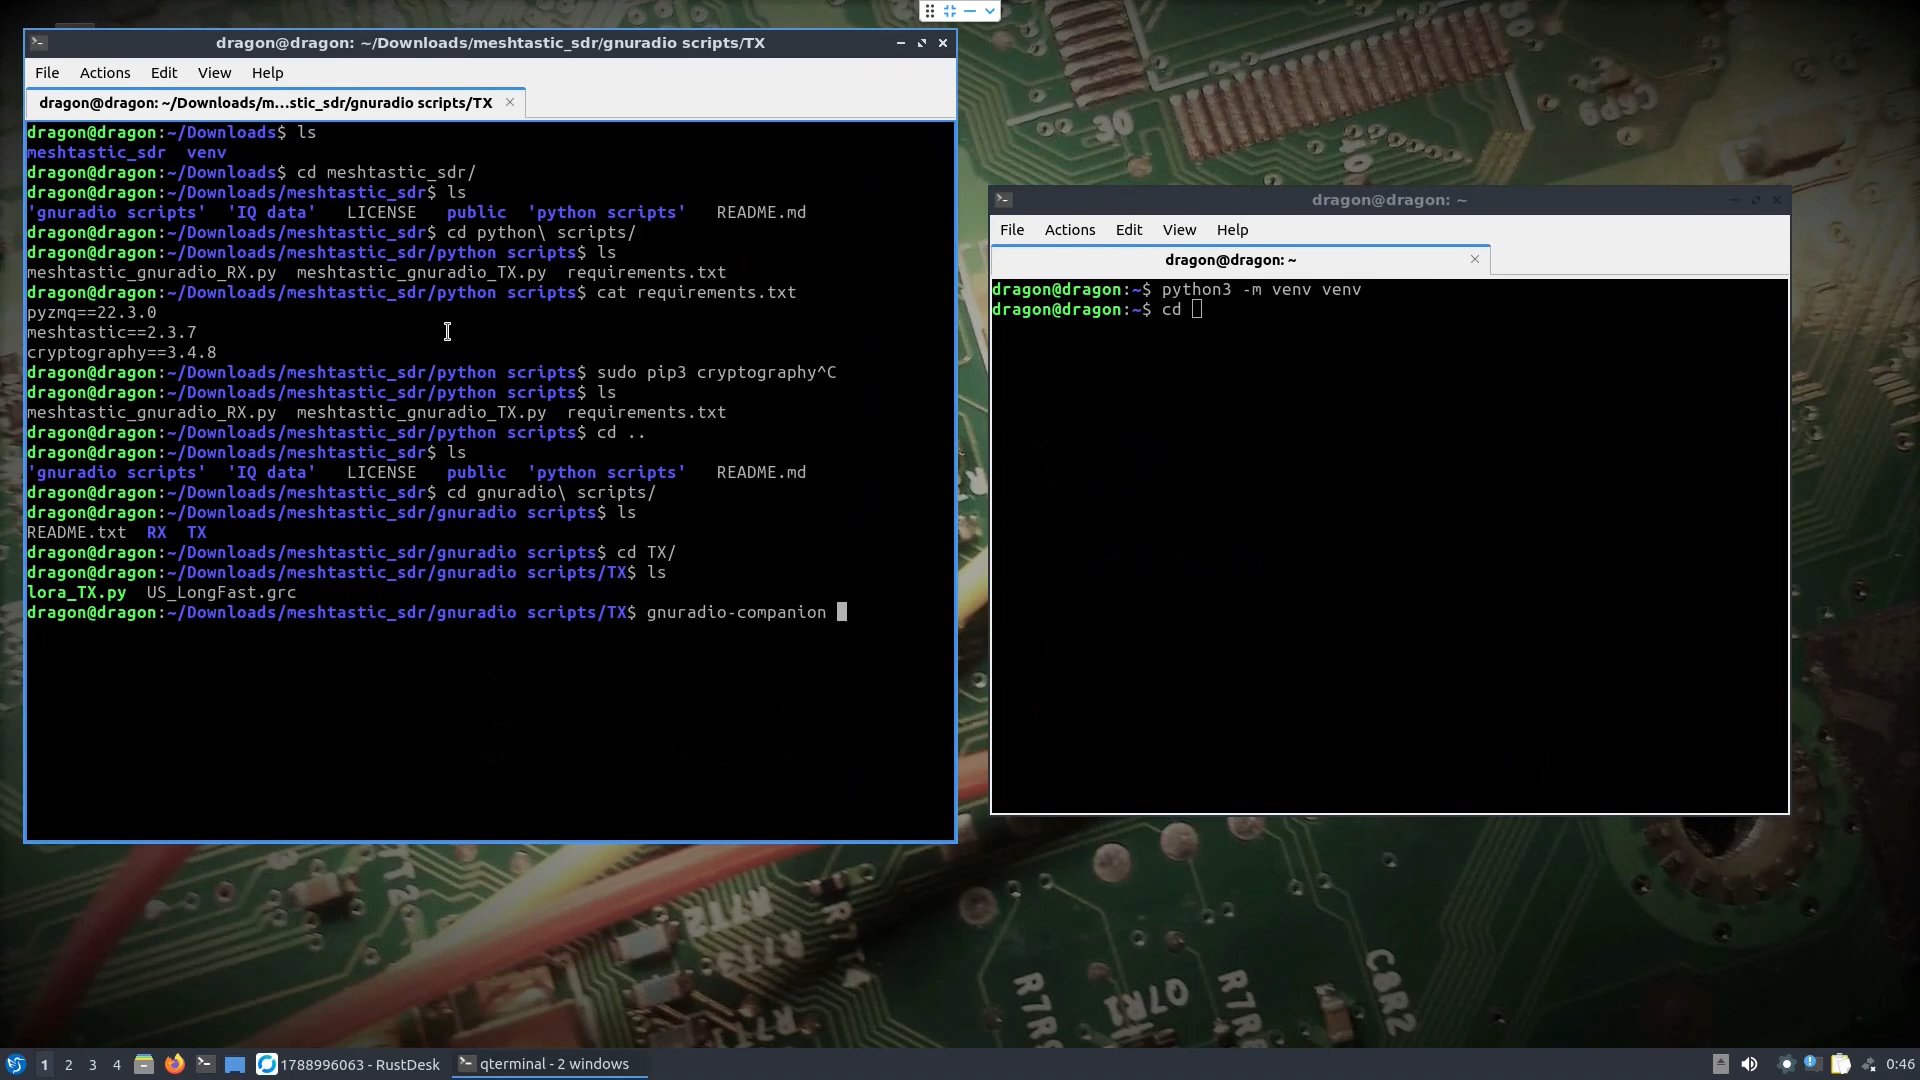 dragon@dragon: ~/Downloads/meshtastic_sdr/gnuradio scripts/TX
File Actions Edit View Help
dragon@dragon: ~/Downloads/m...stic_sdr/gnuradio scripts/TX
dragon@dragon:~/Downloads$ ls
meshtastic_sdr venv
dragon@dragon:~/Downloads$ cd meshtastic_sdr/
dragon@dragon:~/Downloads/meshtastic_sdr$ ls
'gnuradio scripts' 'IQ data' LICENSE public 'python scripts' README.md
dragon@dragon:~/Downloads/meshtastic_sdr$ cd python\ scripts/
dragon@dragon:~/Downloads/meshtastic_sdr/python scripts$ ls
meshtastic_gnuradio_RX.py meshtastic_gnuradio_TX.py requirements.txt
dragon@dragon:~/Downloads/meshtastic_sdr/python scripts$ cat requirements.txt
pyzmq==22.3.0
meshtastic==2.3.7
cryptography==3.4.8
dragon@dragon:~/Downloads/meshtastic_sdr/python scripts$ sudo pip3 cryptography^C
dragon@dragon:~/Downloads/meshtastic_sdr/python scripts$ ls
meshtastic_gnuradio_RX.py meshtastic_gnuradio_TX.py requirements.txt
dragon@dragon:~/Downloads/meshtastic_sdr/python scripts$ cd ..
dragon@dragon:~/Downloads/meshtastic_sdr$ ls
'gnuradio scripts' 'IQ data' LICENSE public 'python scripts' README.md
dragon@dragon:~/Downloads/meshtastic_sdr$ cd gnuradio\ scripts/
dragon@dragon:~/Downloads/meshtastic_sdr/gnuradio scripts$ ls
README.txt RX TX
dragon@dragon:~/Downloads/meshtastic_sdr/gnuradio scripts$ cd TX/
dragon@dragon:~/Downloads/meshtastic_sdr/gnuradio scripts/TX$ ls
lora_TX.py US_LongFast.grc
dragon@dragon:~/Downloads/meshtastic_sdr/gnuradio scripts/TX$ gnuradio-companion
dragon@dragon: ~
File Actions Edit View Help
dragon@dragon: ~
dragon@dragon:~$ python3 -m venv venv
dragon@dragon:~$ cd
30
R7T2
R7T3
C8R2
Q7R1
1 2 3 4 1788996063 - RustDesk qterminal - 2 windows 0:46